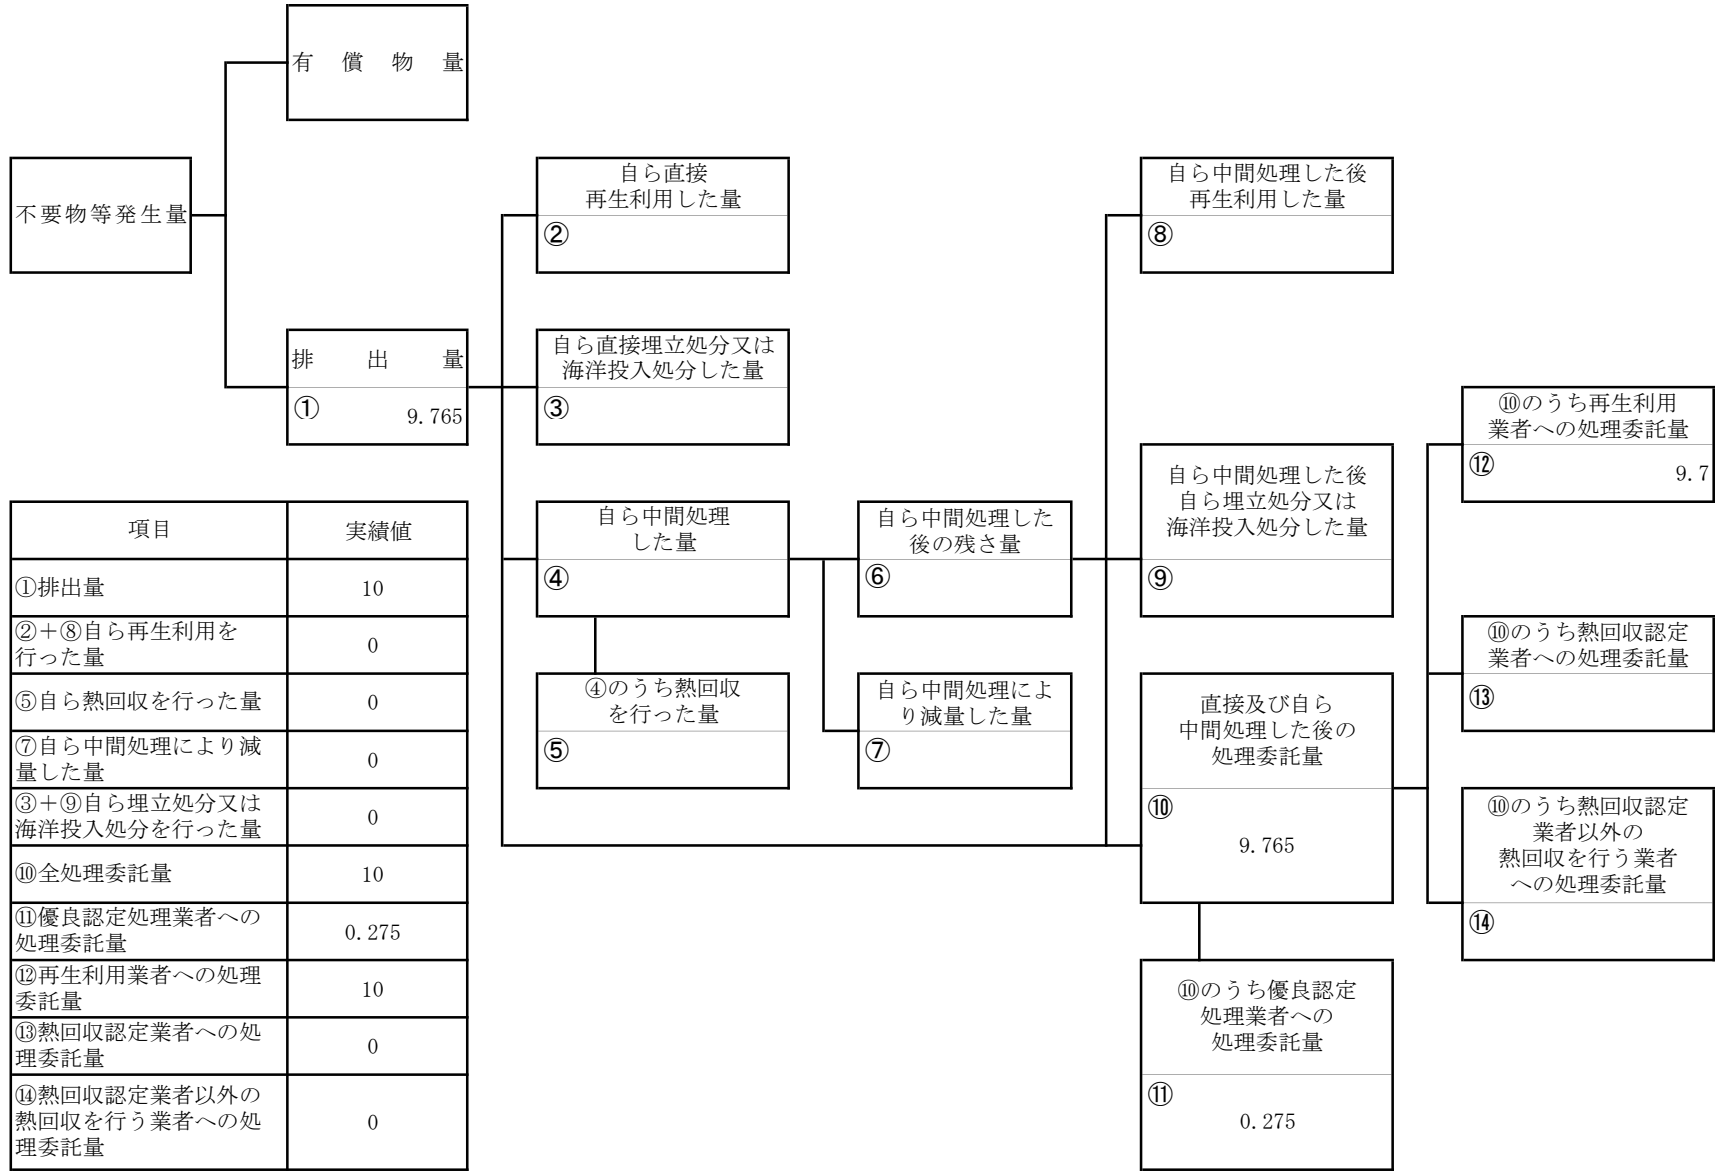 有償物量
不要物等発生量
排出量
① 9.765
自ら直接
再生利用した量
②
自ら直接埋立処分又は
海洋投入処分した量
③
自ら中間処理
した量
④
④のうち熱回収
を行った量
⑤
自ら中間処理した
後の残さ量
⑥
自ら中間処理によ
り減量した量
⑦
自ら中間処理した後
再生利用した量
⑧
自ら中間処理した後
自ら埋立処分又は
海洋投入処分した量
⑨
直接及び自ら
中間処理した後の
処理委託量
⑩
9.765
⑩のうち優良認定
処理業者への
処理委託量
⑪
0.275
⑩のうち再生利用
業者への処理委託量
⑫ 9.7
⑩のうち熱回収認定
業者への処理委託量
⑬
⑩のうち熱回収認定
業者以外の
熱回収を行う業者
への処理委託量
⑭
項目 実績値
①排出量 10
②+⑧自ら再生利用を
行った量 0
⑤自ら熱回収を行った量 0
⑦自ら中間処理により減
量した量 0
③+⑨自ら埋立処分又は
海洋投入処分を行った量 0
⑩全処理委託量 10
⑪優良認定処理業者への
処理委託量 0.275
⑫再生利用業者への処理
委託量 10
⑬熱回収認定業者への処
理委託量 0
⑭熱回収認定業者以外の
熱回収を行う業者への処
理委託量 0